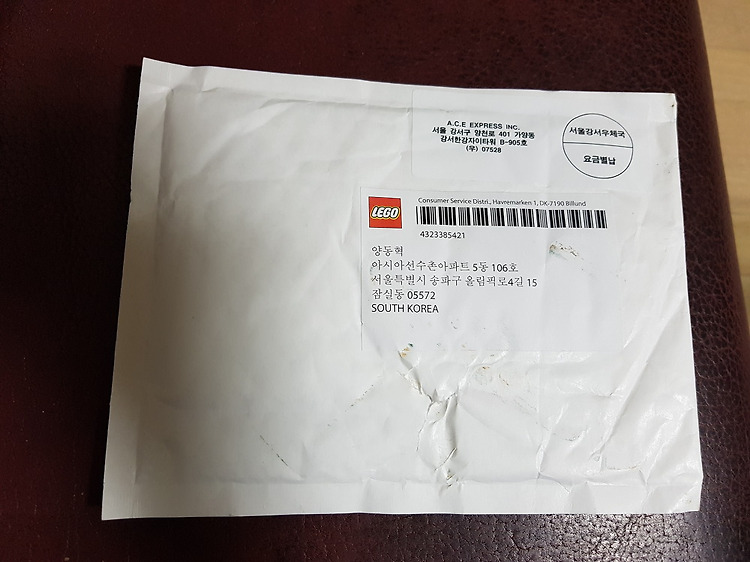 A.C.E EXPRESS INC.
서울 강서구 양천로 401 가양동
강서한강자이타워 B-905호
(우) 07528
서울강서우체국
요금별납
LEGO
Consumer Service Distri., Havremarken 1, DK-7190 Billund
4323385421
양동혁
아시아선수촌아파트 5동 106호
서울특별시 송파구 올림픽로4길 15
잠실동 05572
SOUTH KOREA